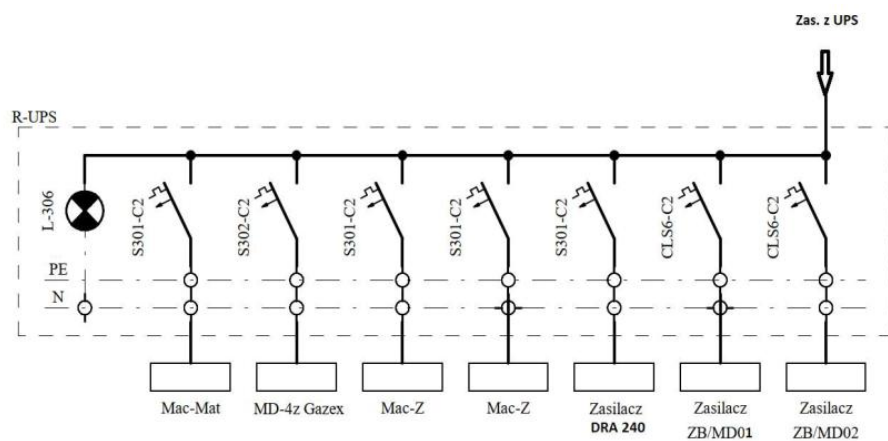 Zas. z UPS
R-UPS
L-306
S301-C2
S302-C2
S301-C2
S301-C2
S301-C2
CLS6-C2
CLS6-C2
PE
N
Mac-Mat
MD-4z Gazex
Mac-Z
Mac-Z
Zasilacz
DRA 240
Zasilacz
ZB/MD01
Zasilacz
ZB/MD02